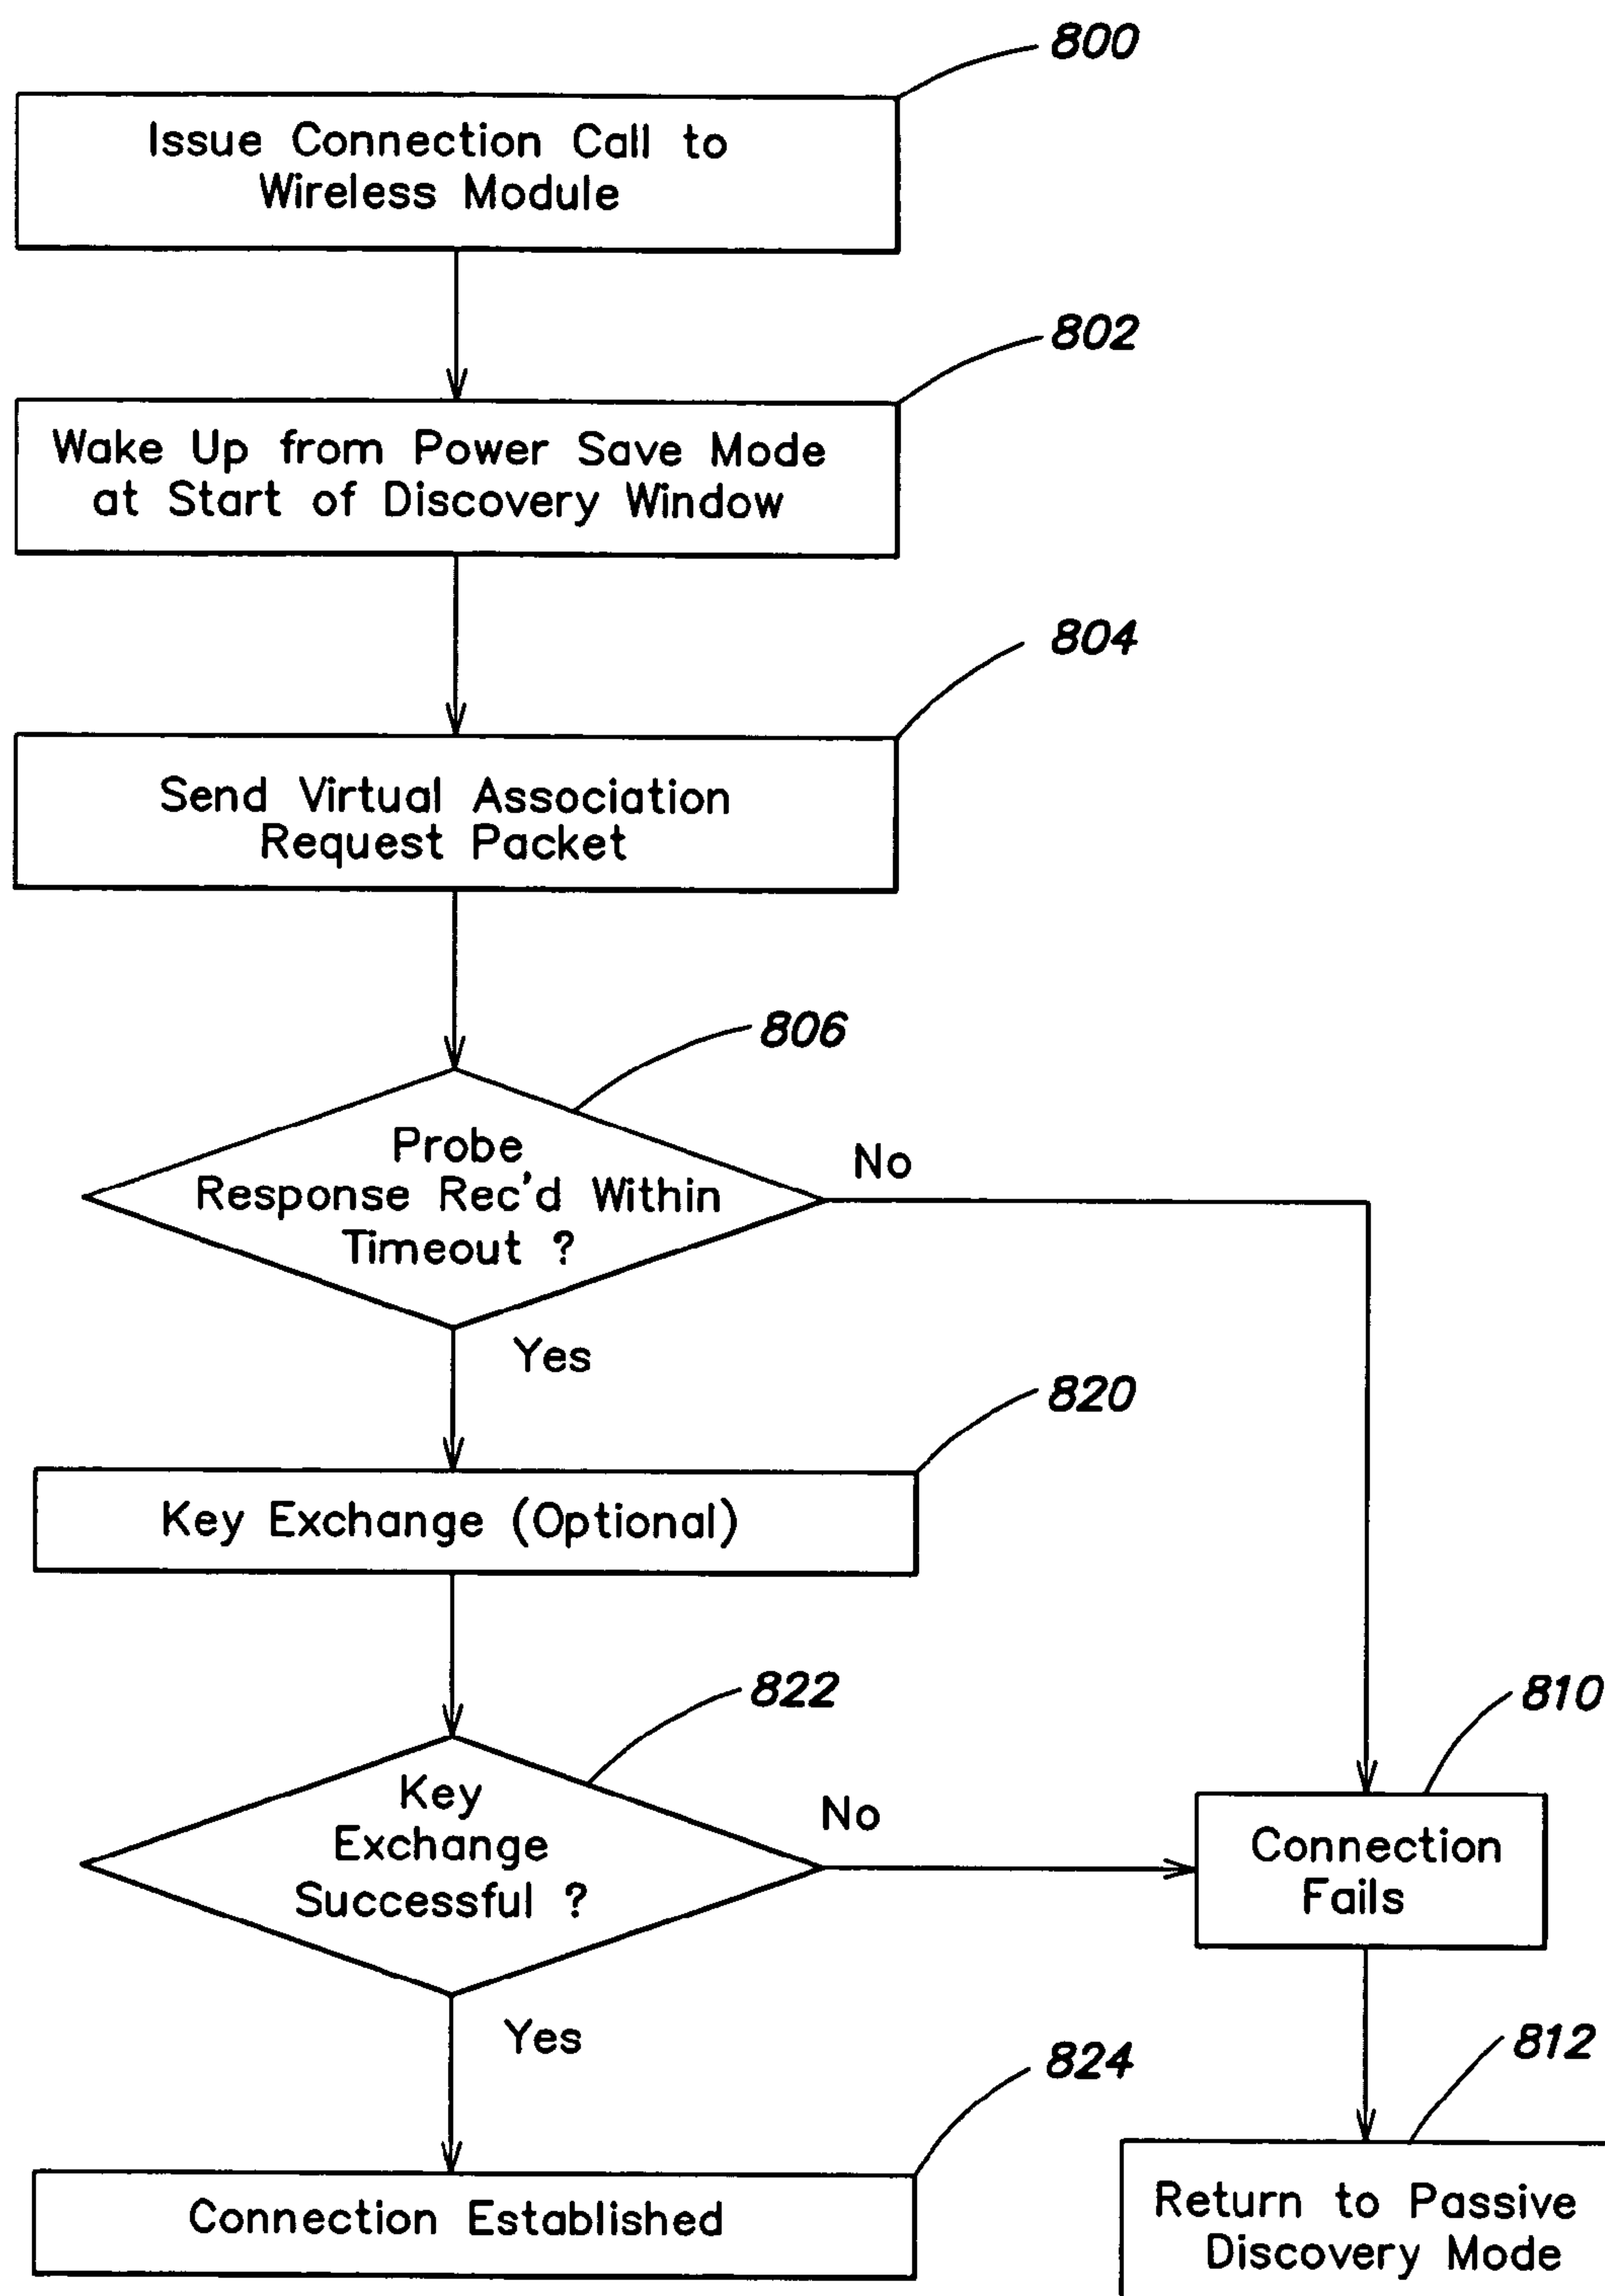 800
Issue Connection Call to
Wireless Module
802
Wake Up from Power Save Mode
at Start of Discovery Window
804
Send Virtual Association
Request Packet
806
Probe
Response Rec'd Within
Timeout ?
No
Yes
820
Key Exchange (Optional)
822
Key
Exchange
Successful ?
No
810
Connection
Fails
Yes
824
Connection Established
812
Return to Passive
Discovery Mode